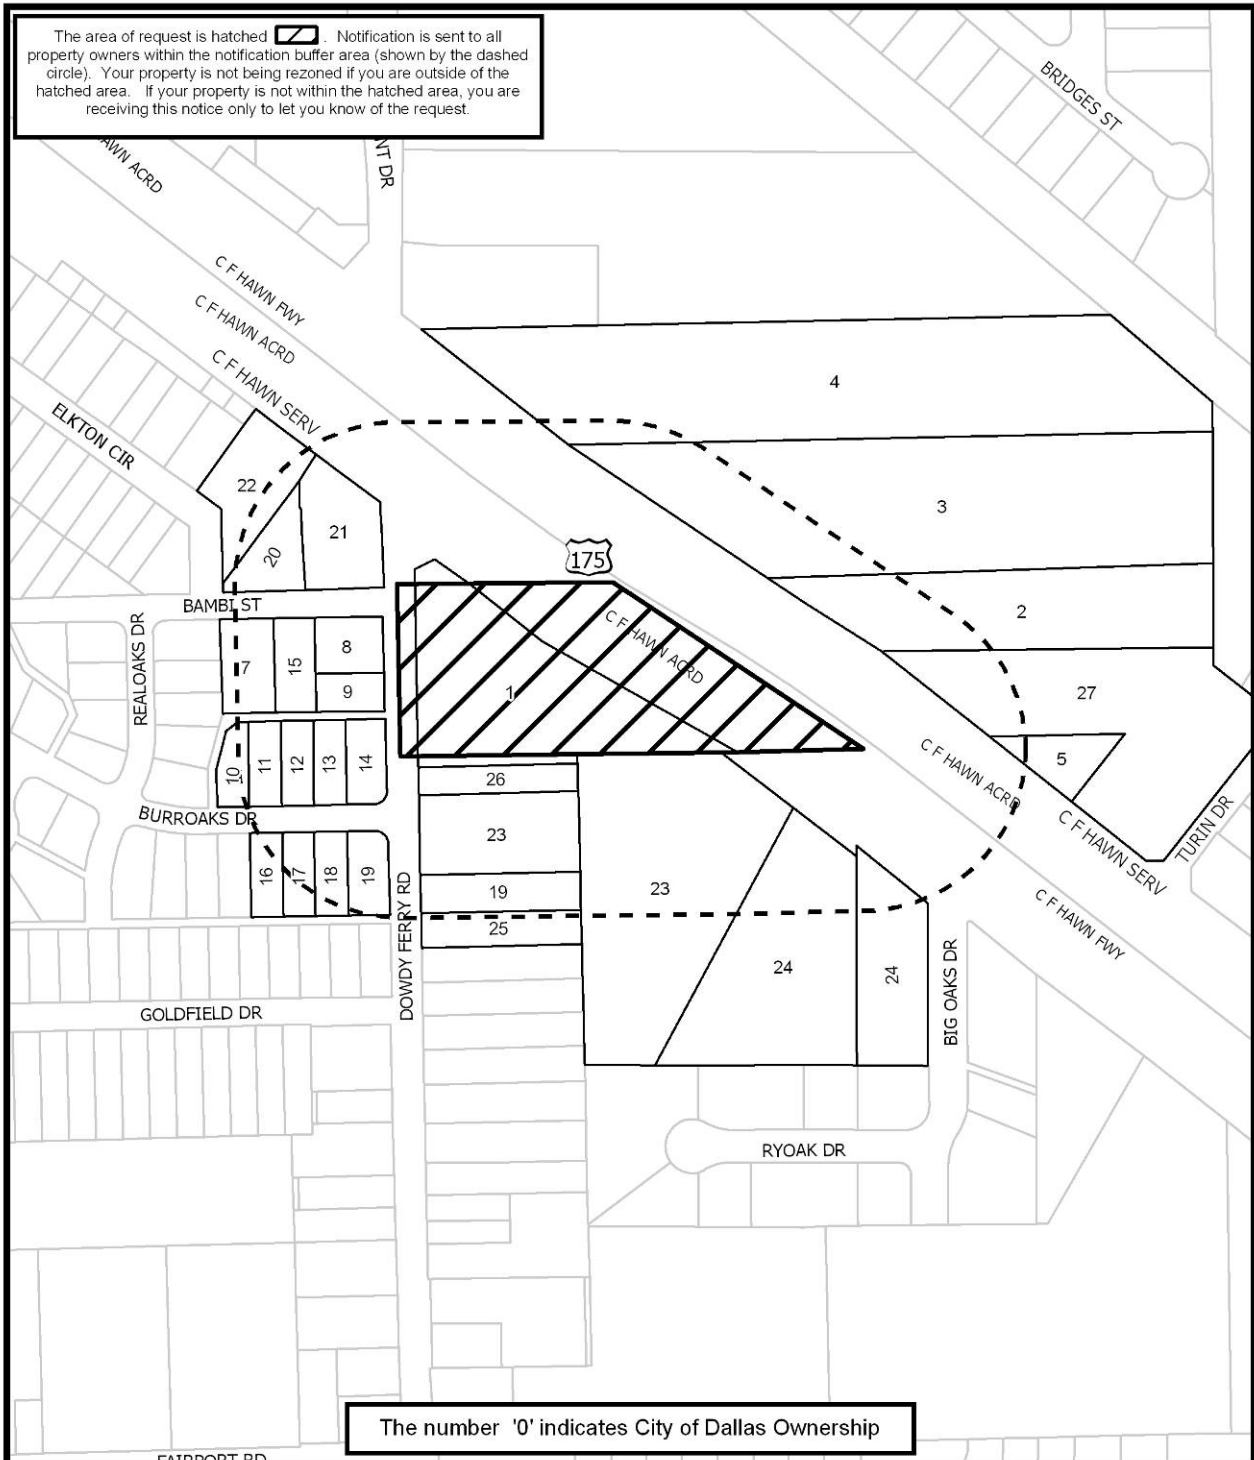 The area of request is hatched . Notification is sent to all
property owners within the notification buffer area (shown by the dashed
circle). Your property is not being rezoned if you are outside of the
hatched area. If your property is not within the hatched area, you are
receiving this notice only to let you know of the request.
BRIDGES ST
AWN ACRD
NT DR
C F HAWN FWY
C F HAWN ACRD
C F HAWN SERV
4
ELKTON CIR
22
3
21
20
175
BAMBI ST
2
C F HAWN ACRD
REALOAKS DR
8
7
15
9
1
27
10
11
12
13
14
C F HAWN ACRD
5
26
BURROAKS DR
C F HAWN SERV
TURIN DR
23
16
17
18
19
19
23
DOWDY FERRY RD
C F HAWN FWY
25
24
24
BIG OAKS DR
GOLDFIELD DR
RYOAK DR
The number '0' indicates City of Dallas Ownership
FAIRPORT RD